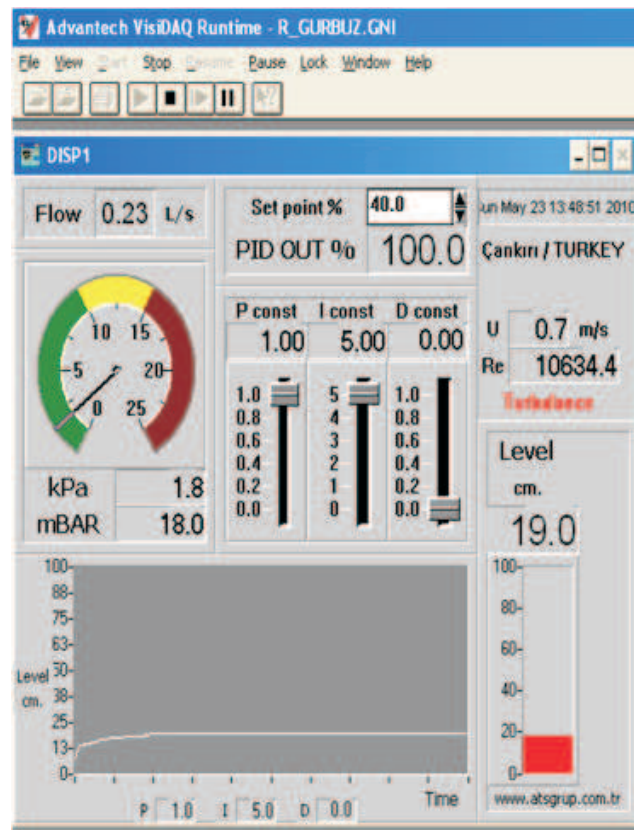 Advantech VisiDAQ Runtime - R_GURBUZ.GNI
File View Start Stop Resume Pause Lock Window Help
DISP1
Flow 0.23 L/s
Set point % 40.0
PID OUT % 100.0
Sun May 23 13:48:51 2010
Çankırı / TURKEY
0 5 10 15 20 25
kPa 1.8
mBAR 18.0
P const I const D const
1.00 5.00 0.00
1.0 5 1.0
0.8 4 0.8
0.6 3 0.6
0.4 2 0.4
0.2 1 0.2
0.0 0 0.0
U 0.7 m/s
Re 10634.4
Turbulance
Level
cm.
19.0
100
80
60
40
20
0
www.atsgrup.com.tr
100
88
75
63
50
38
25
13
0
Level
cm.
Time
P 1.0 I 5.0 D 0.0